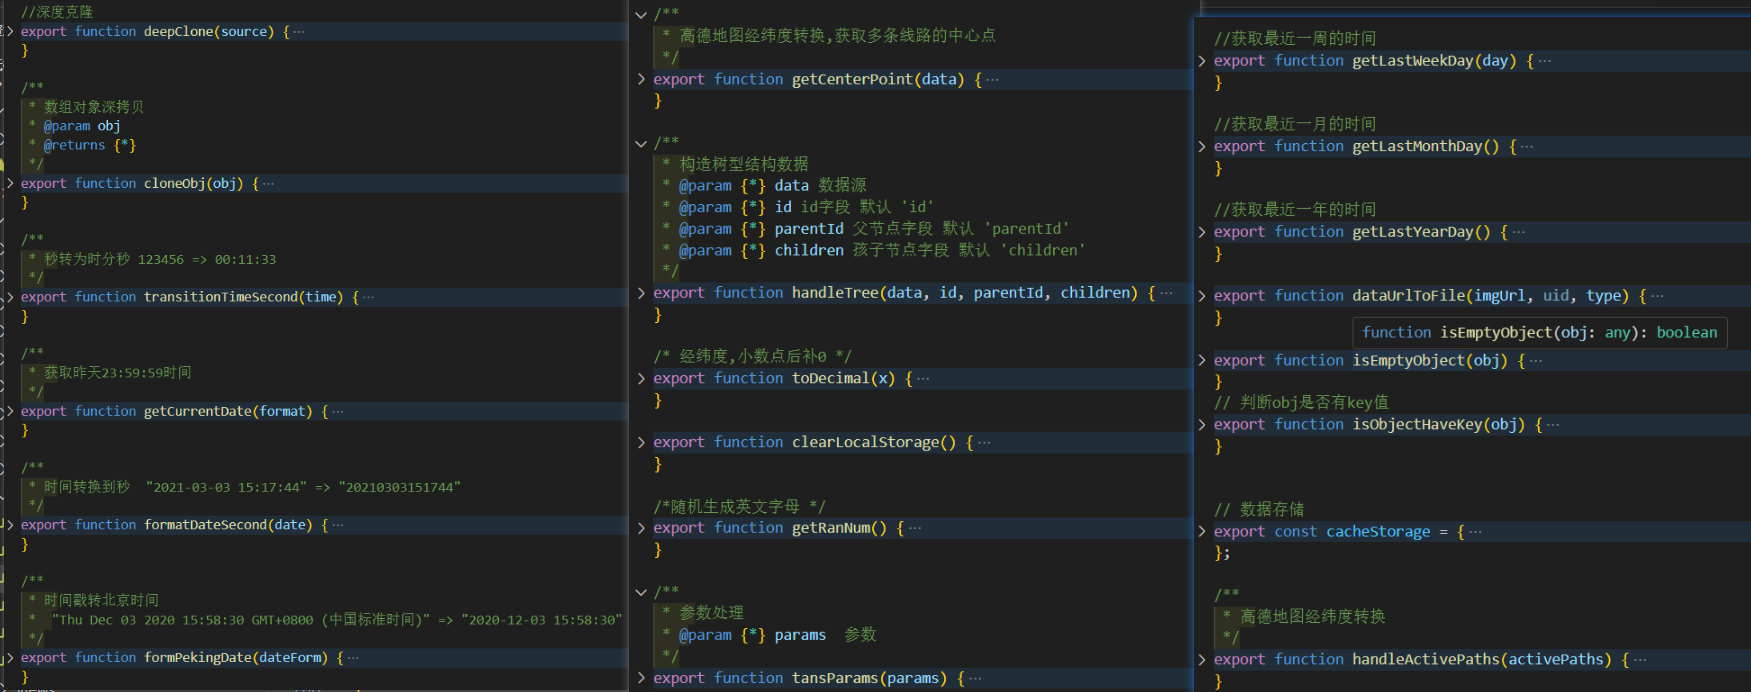 //深度克隆
export function deepClone(source) {···
}
/**
 * 数组对象深拷贝
 * @param obj
 * @returns {*}
 */
export function cloneObj(obj) {···
}
/**
 * 秒转为时分秒 123456 => 00:11:33
 */
export function transitionTimeSecond(time) {···
}
/**
 * 获取昨天23:59:59时间
 */
export function getCurrentDate(format) {···
}
/**
 * 时间转换到秒  "2021-03-03 15:17:44" => "20210303151744"
 */
export function formatDateSecond(date) {···
}
/**
 * 时间戳转北京时间
 *  "Thu Dec 03 2020 15:58:30 GMT+0800 (中国标准时间)" => "2020-12-03 15:58:30"
 */
export function formPekingDate(dateForm) {···
}
/**
 * 高德地图经纬度转换,获取多条线路的中心点
 */
export function getCenterPoint(data) {···
}
/**
 * 构造树型结构数据
 * @param {*} data 数据源
 * @param {*} id id字段 默认 'id'
 * @param {*} parentId 父节点字段 默认 'parentId'
 * @param {*} children 孩子节点字段 默认 'children'
 */
export function handleTree(data, id, parentId, children) {···
}
/* 经纬度,小数点后补0 */
export function toDecimal(x) {···
}
export function clearLocalStorage() {···
}
/*随机生成英文字母 */
export function getRanNum() {···
}
/**
 * 参数处理
 * @param {*} params  参数
 */
export function tansParams(params) {···
//获取最近一周的时间
export function getLastWeekDay(day) {···
}
//获取最近一月的时间
export function getLastMonthDay() {···
}
//获取最近一年的时间
export function getLastYearDay() {···
}
export function dataUrlToFile(imgUrl, uid, type) {···
}
function isEmptyObject(obj: any): boolean
export function isEmptyObject(obj) {···
}
// 判断obj是否有key值
export function isObjectHaveKey(obj) {···
}
// 数据存储
export const cacheStorage = {···
};
/**
 * 高德地图经纬度转换
 */
export function handleActivePaths(activePaths) {···
}